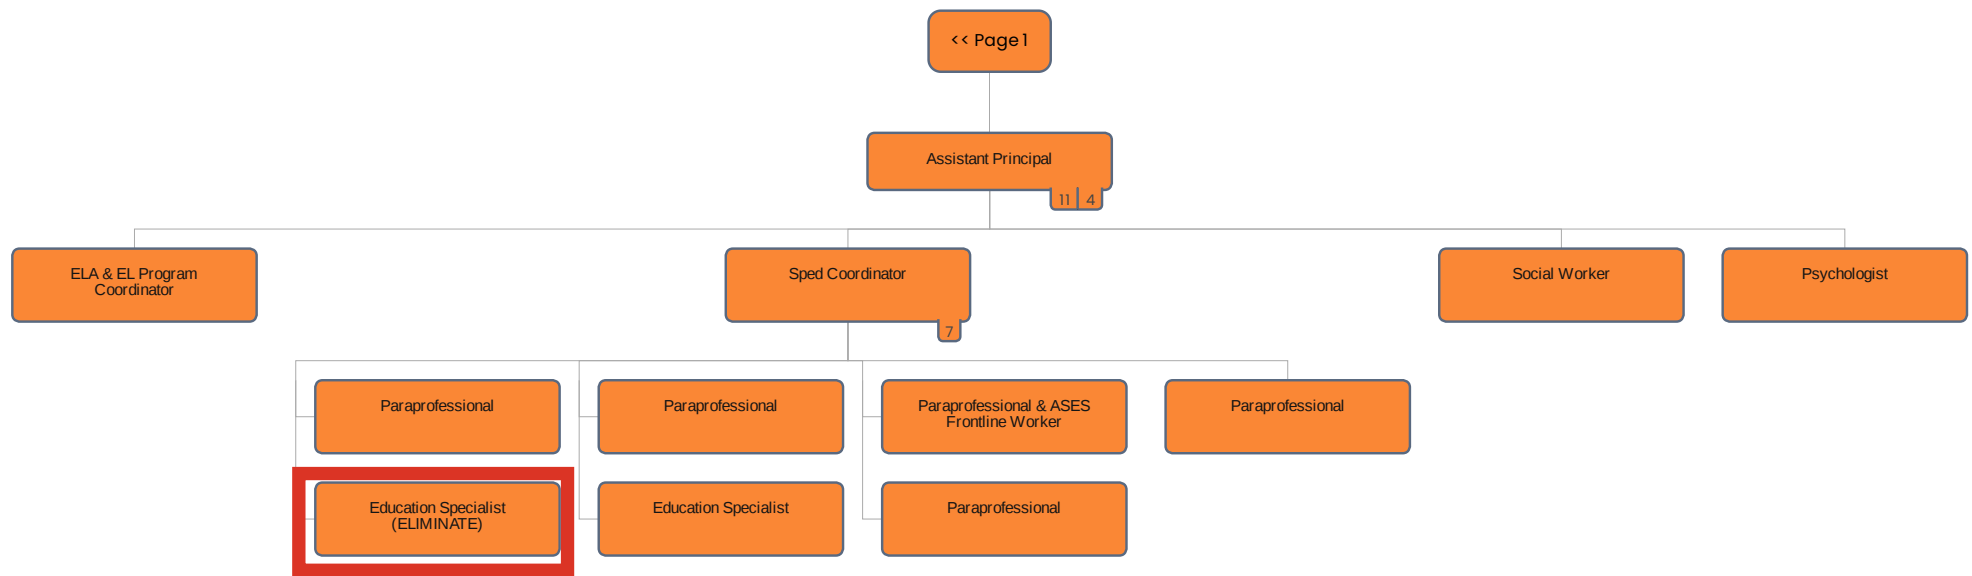 << Page 1
Assistant Principal
11 4
ELA & EL Program
Coordinator
Sped Coordinator
7
Social Worker
Psychologist
Paraprofessional
Paraprofessional
Paraprofessional & ASES
Frontline Worker
Paraprofessional
Education Specialist
(ELIMINATE)
Education Specialist
Paraprofessional